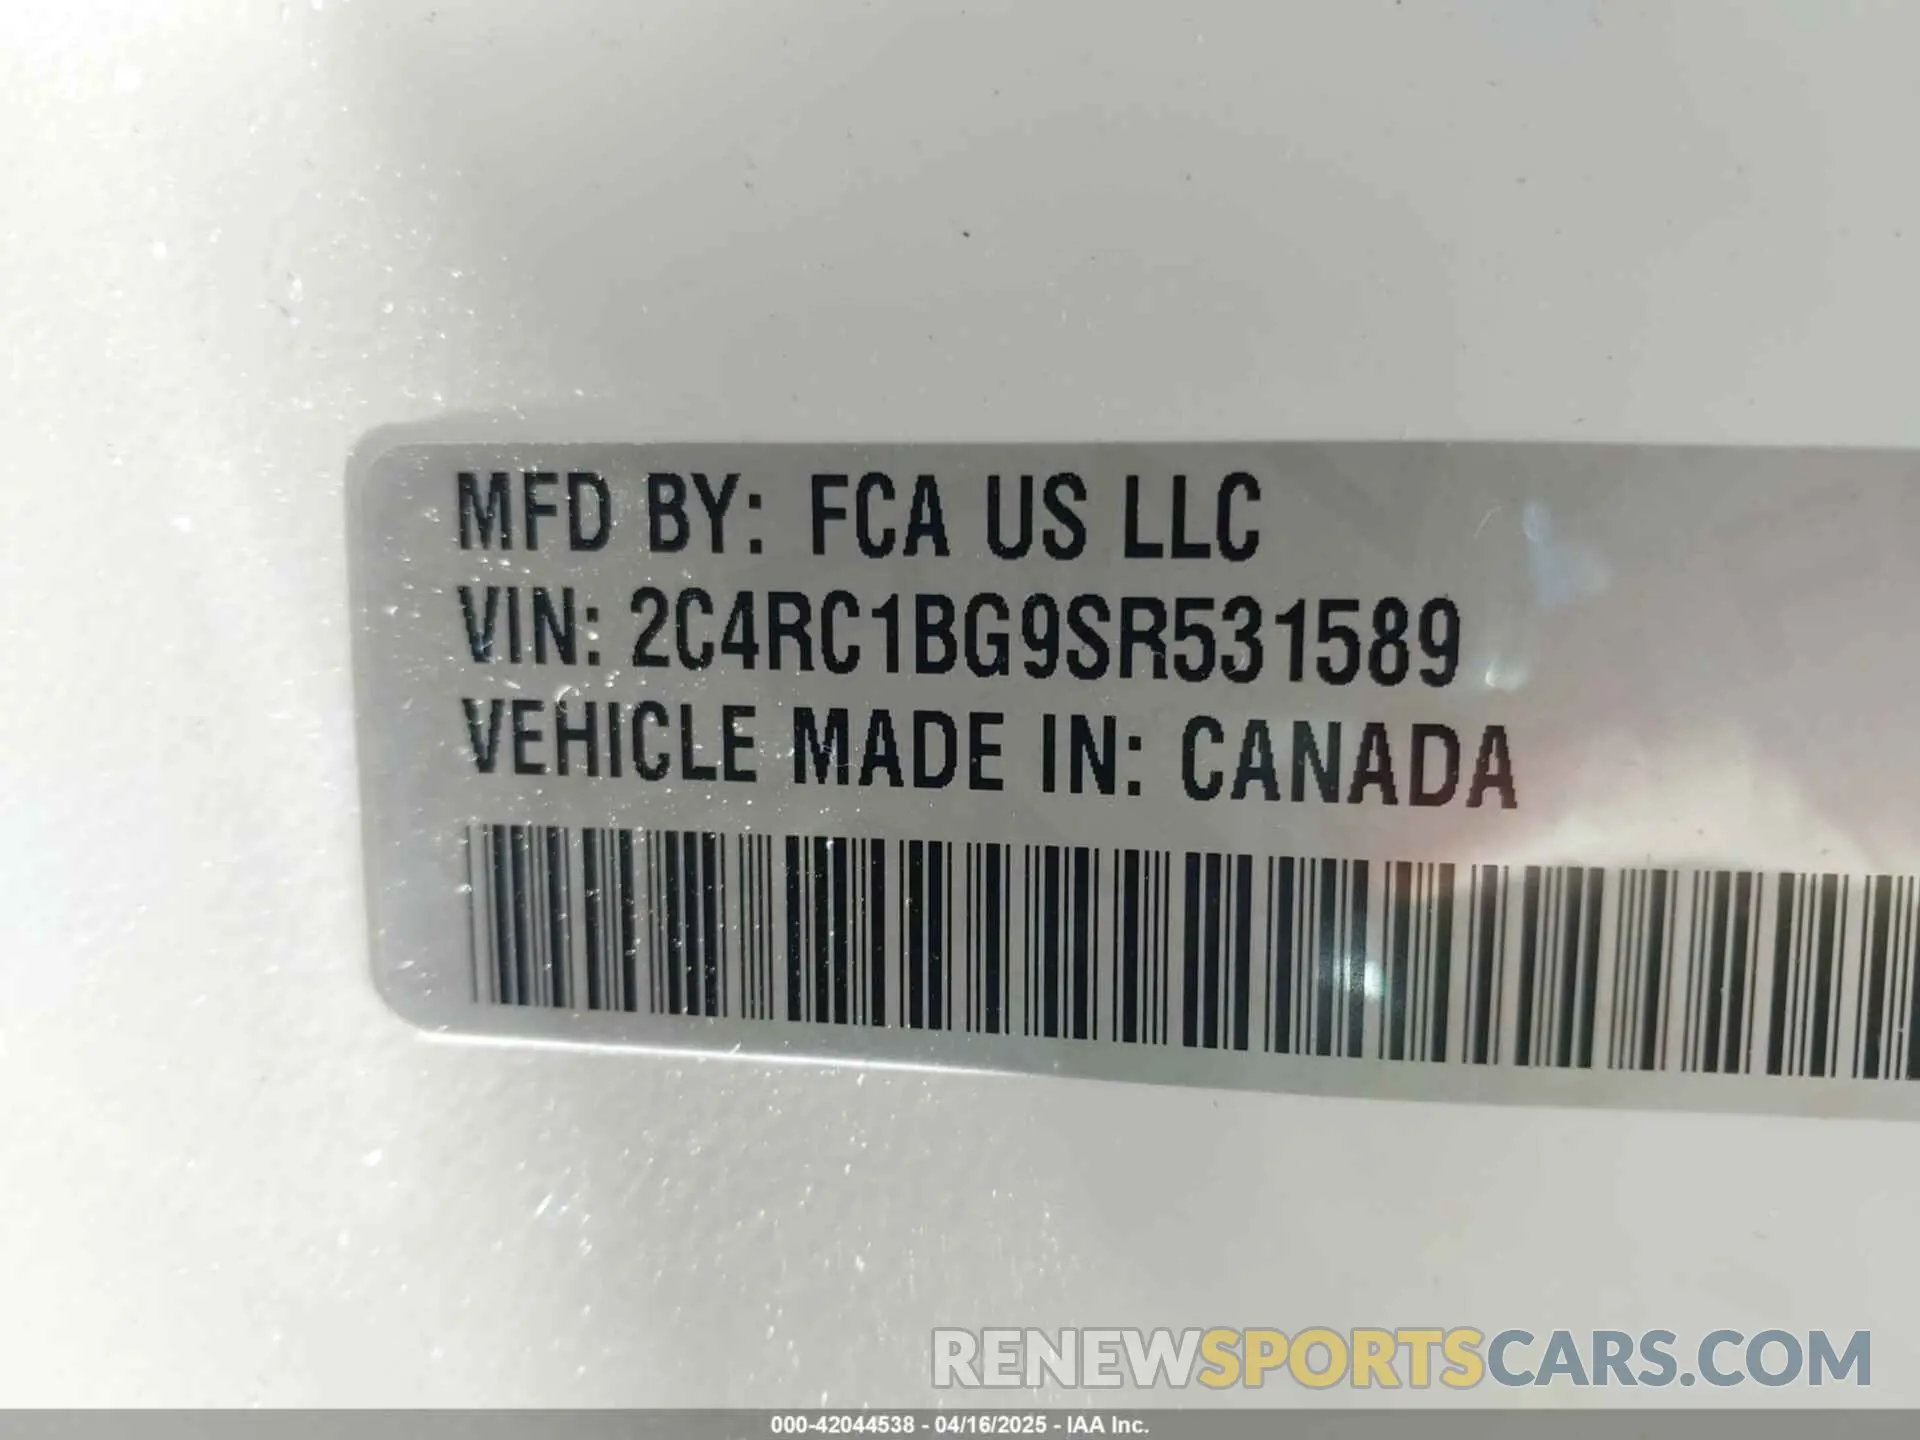 MFD BY: FCA US LLC
VIN: 2C4RC1BG9SR531589
VEHICLE MADE IN: CANADA
RENEWSPORTSCARS.COM
000-42044538 - 04/16/2025 - IAA Inc.